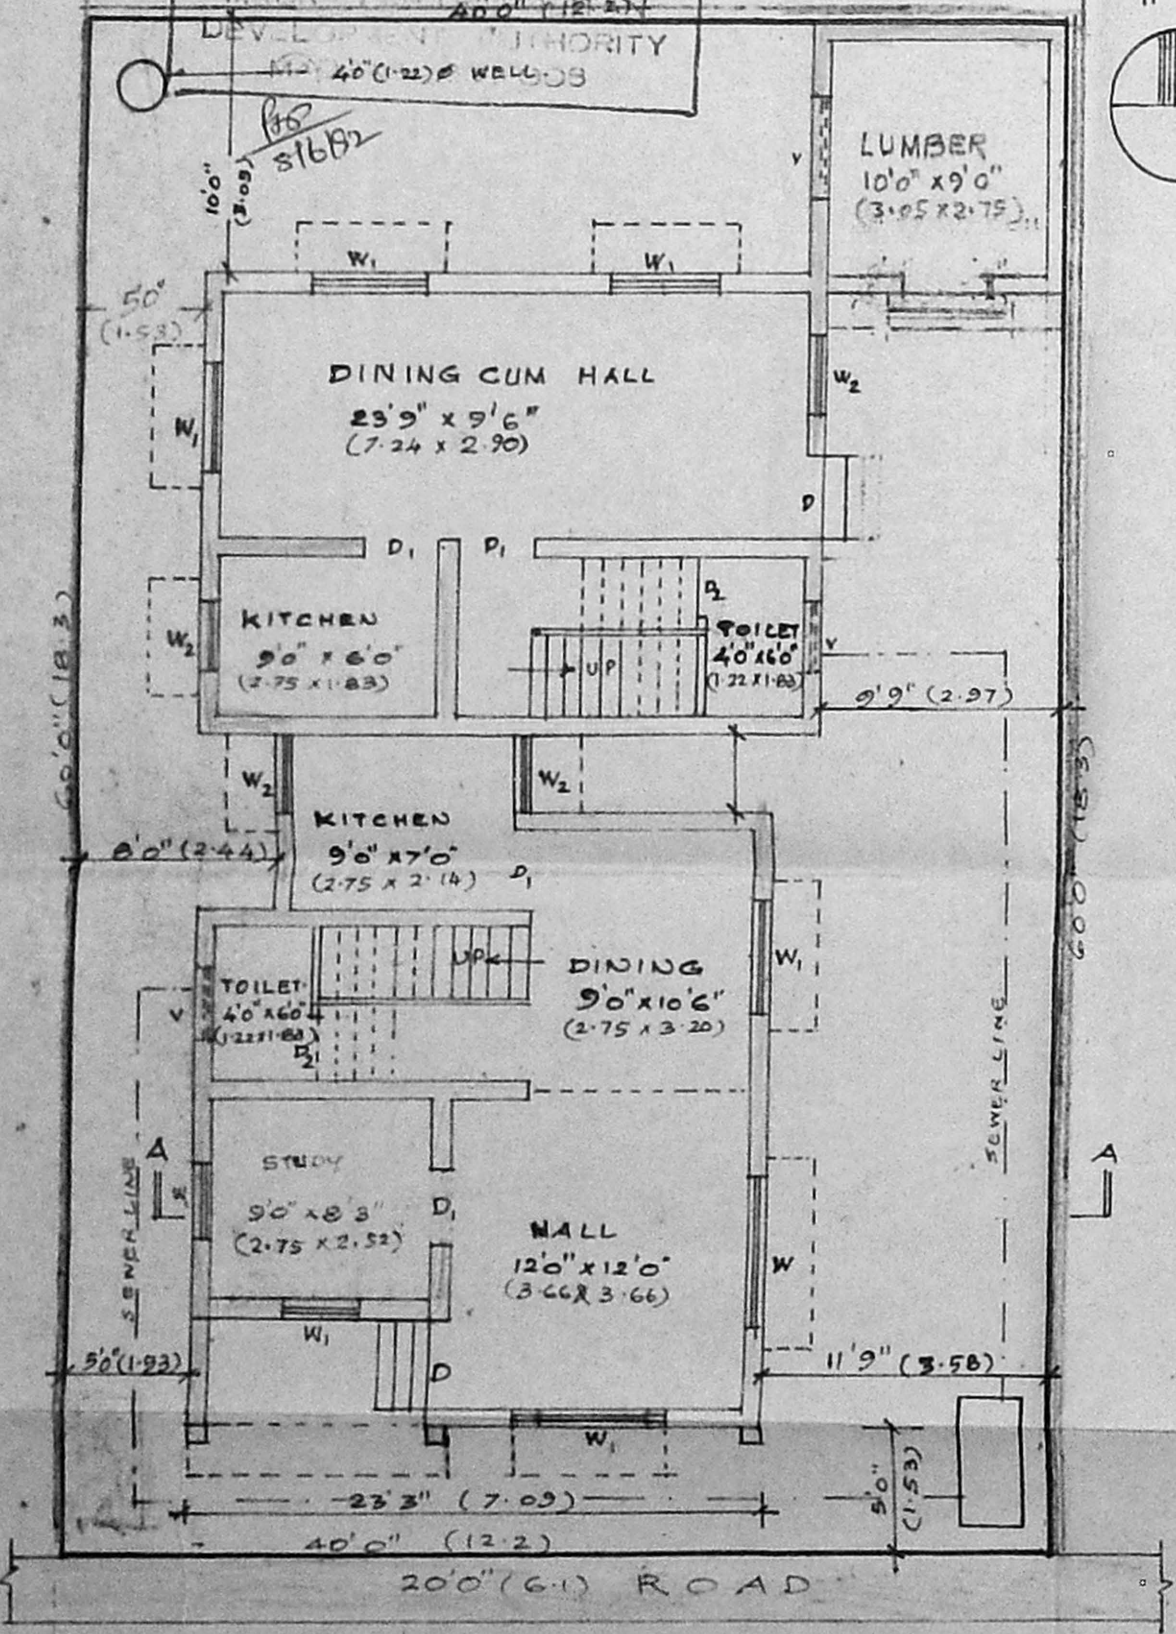 40'0" (12.2)
DEVELOPMENT AUTHORITY
4'0"(1.22)ø WELL
8/6/82
10'0"
(3.05)
V
LUMBER
10'0" x 9'0"
(3.05 x 2.75)
W1
W1
5'0"
(1.53)
DINING CUM HALL
23'9" x 9'6"
(7.24 x 2.90)
W1
W2
D
D1
D1
KITCHEN
9'0" x 6'0"
(2.75 x 1.83)
W2
UP
D2
TOILET
4'0"x6'0"
(1.22x1.83)
V
9'9" (2.97)
60'0" (18.3)
60'0" (18.3)
W2
W2
KITCHEN
9'0" x 7'0"
(2.75 x 2.14)
8'0" (2.44)
D1
UP
DINING
9'0" x 10'6"
(2.75 x 3.20)
W1
TOILET
4'0"x6'0"
(1.22x1.83)
V
D2
SEWER LINE
A
STUDY
9'0" x 8'3"
(2.75 x 2.52)
D1
HALL
12'0" x 12'0"
(3.66 x 3.66)
W
A
SEWER LINE
W1
D
5'0"(1.53)
11'9" (3.58)
W1
5'0"
(1.53)
23'3" (7.09)
40'0" (12.2)
20'0" (6.1) ROAD